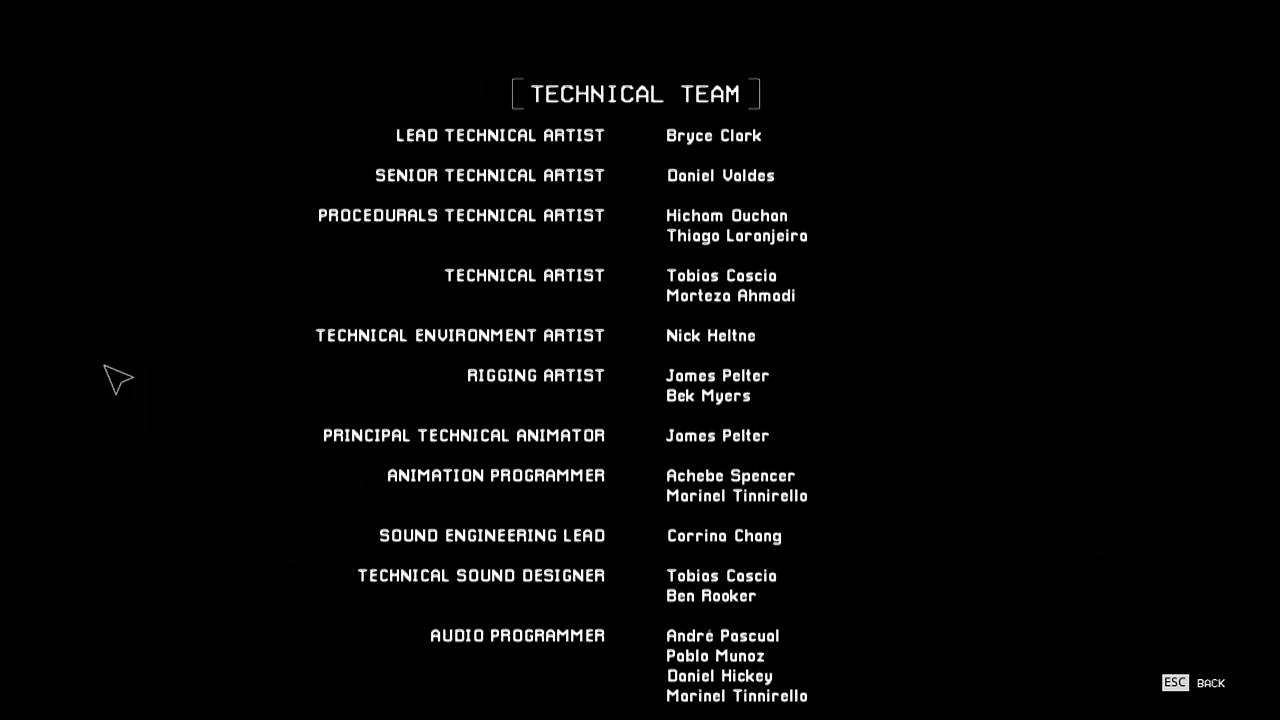 TECHNICAL TEAM
LEAD TECHNICAL ARTIST Bryce Clark
SENIOR TECHNICAL ARTIST Daniel Valdes
PROCEDURALS TECHNICAL ARTIST Hicham Ouchan
Thiago Laranjeira
TECHNICAL ARTIST Tobias Cascia
Morteza Ahmadi
TECHNICAL ENVIRONMENT ARTIST Nick Heltne
RIGGING ARTIST James Pelter
Bek Myers
PRINCIPAL TECHNICAL ANIMATOR James Pelter
ANIMATION PROGRAMMER Achebe Spencer
Marinel Tinnirello
SOUND ENGINEERING LEAD Corrina Chang
TECHNICAL SOUND DESIGNER Tobias Cascia
Ben Rooker
AUDIO PROGRAMMER André Pascual
Pablo Munoz
Daniel Hickey
ESC BACK
Marinel Tinnirello